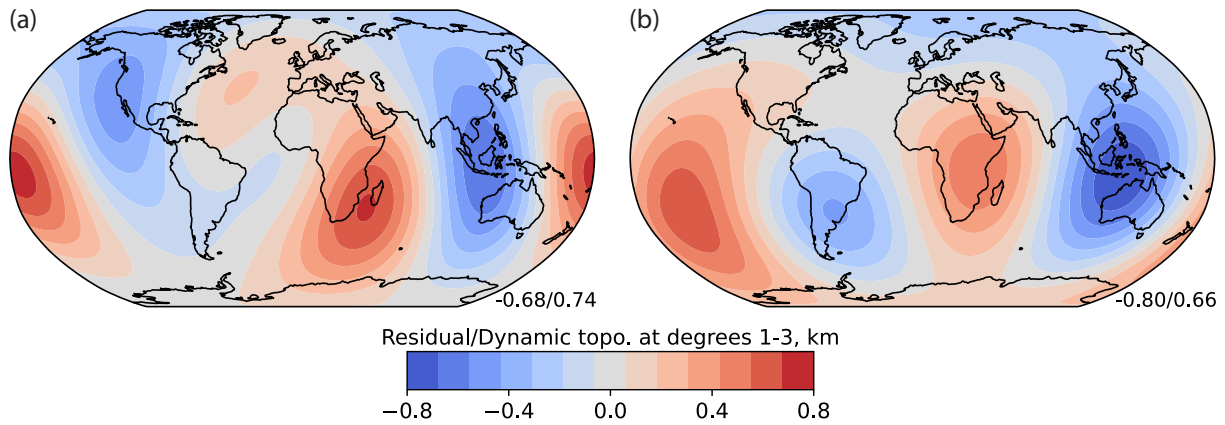 (a)
(b)
-0.68/0.74
-0.80/0.66
Residual/Dynamic topo. at degrees 1-3, km
−0.8 −0.4 0.0 0.4 0.8